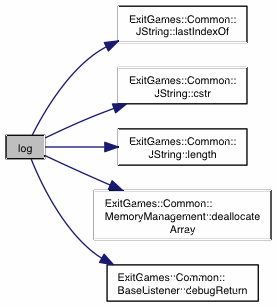 ExitGames::Common::
JString::lastIndexOf
ExitGames::Common::
JString::cstr
log
ExitGames::Common::
JString::length
ExitGames::Common::
MemoryManagement::deallocate
Array
ExitGames::Common::
BaseListener::debugReturn